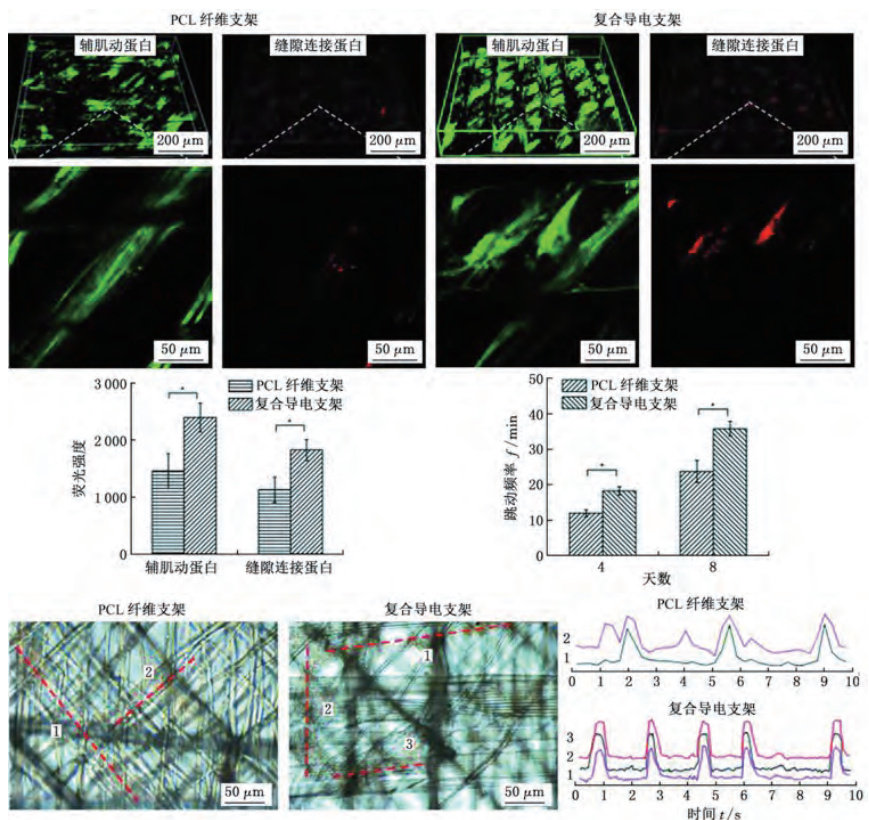 PCL 纤维支架
复合导电支架
辅肌动蛋白
缝隙连接蛋白
辅肌动蛋白
缝隙连接蛋白
200 μm
200 μm
200 μm
200 μm
50 μm
50 μm
50 μm
50 μm
3 000
2 000
1 000
0
荧光强度
PCL 纤维支架
复合导电支架
*
*
辅肌动蛋白
缝隙连接蛋白
50
40
30
20
10
0
跳动频率 f/min
PCL 纤维支架
复合导电支架
*
*
4
8
天数
PCL 纤维支架
1
2
50 μm
复合导电支架
1
2
3
50 μm
PCL 纤维支架
2
1
0 1 2 3 4 5 6 7 8 9 10
复合导电支架
3
2
1
0 1 2 3 4 5 6 7 8 9 10
时间 t/s